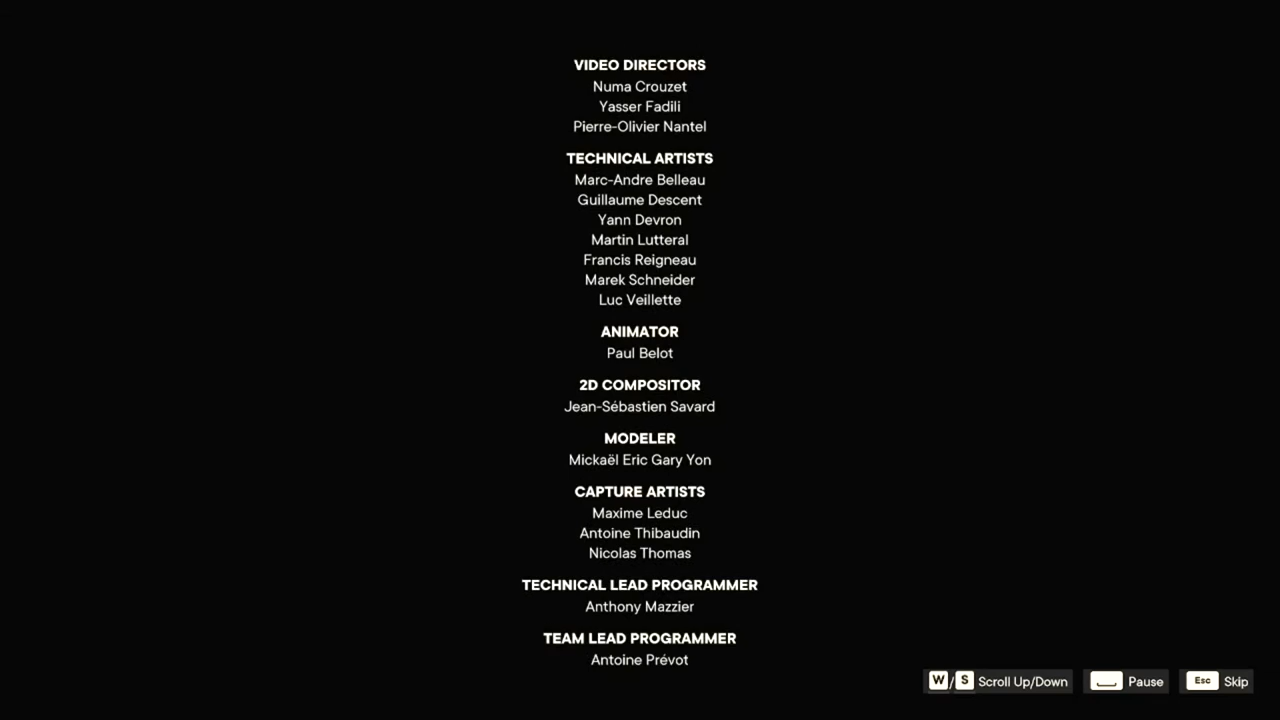 VIDEO DIRECTORS
Numa Crouzet
Yasser Fadili
Pierre-Olivier Nantel
TECHNICAL ARTISTS
Marc-Andre Belleau
Guillaume Descent
Yann Devron
Martin Lutteral
Francis Reigneau
Marek Schneider
Luc Veillette
ANIMATOR
Paul Belot
2D COMPOSITOR
Jean-Sébastien Savard
MODELER
Mickaël Eric Gary Yon
CAPTURE ARTISTS
Maxime Leduc
Antoine Thibaudin
Nicolas Thomas
TECHNICAL LEAD PROGRAMMER
Anthony Mazzier
TEAM LEAD PROGRAMMER
Antoine Prévot
W/S Scroll Up/Down Pause Esc Skip